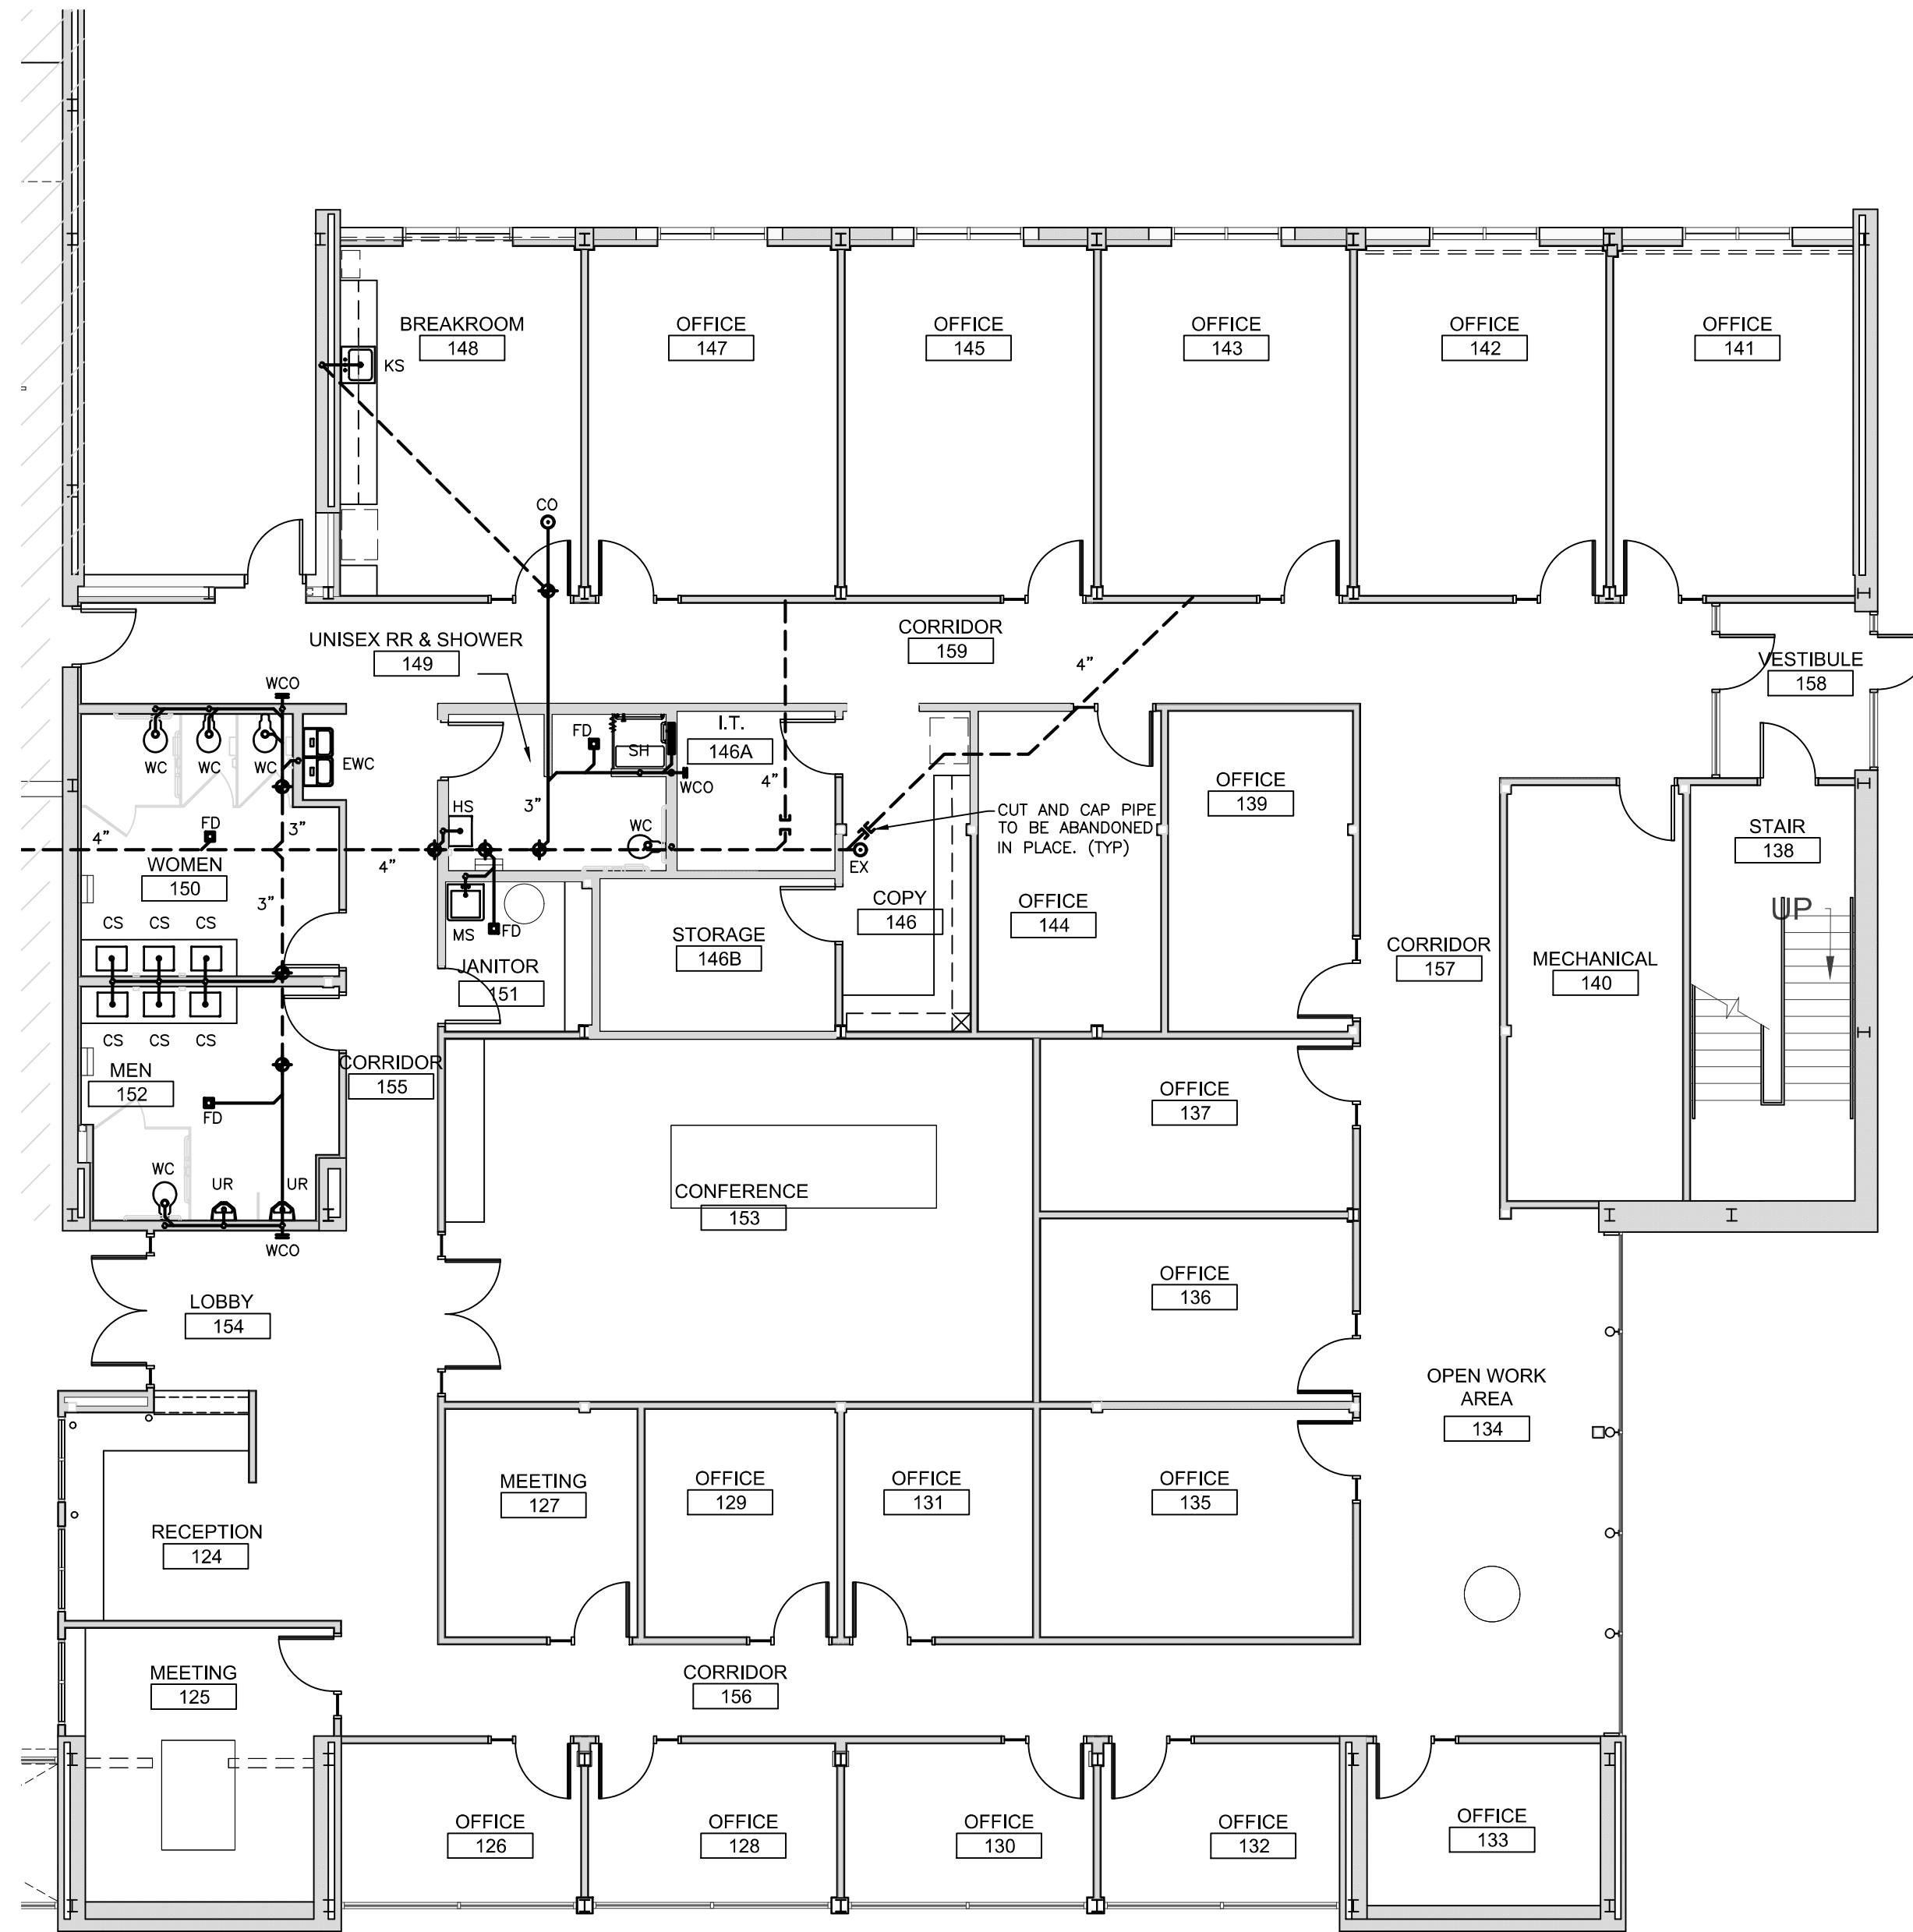 BREAKROOM
148
KS
OFFICE
147
OFFICE
145
OFFICE
143
OFFICE
142
OFFICE
141
CO
UNISEX RR & SHOWER
149
CORRIDOR
159
4"
VESTIBULE
158
WCO
WC
WC
WC
EWC
FD
SH
I.T.
146A
4"
WCO
3"
HS
WC
EX
CUT AND CAP PIPE
TO BE ABANDONED
IN PLACE. (TYP)
OFFICE
139
STAIR
138
UP
4"
FD
3"
4"
WOMEN
150
3"
CS
CS
CS
MS
FD
JANITOR
151
STORAGE
146B
COPY
146
OFFICE
144
CORRIDOR
157
MECHANICAL
140
CS
CS
CS
MEN
152
FD
CORRIDOR
155
WC
UR
UR
WCO
OFFICE
137
CONFERENCE
153
LOBBY
154
OFFICE
136
OPEN WORK
AREA
134
MEETING
127
OFFICE
129
OFFICE
131
OFFICE
135
RECEPTION
124
MEETING
125
CORRIDOR
156
OFFICE
126
OFFICE
128
OFFICE
130
OFFICE
132
OFFICE
133